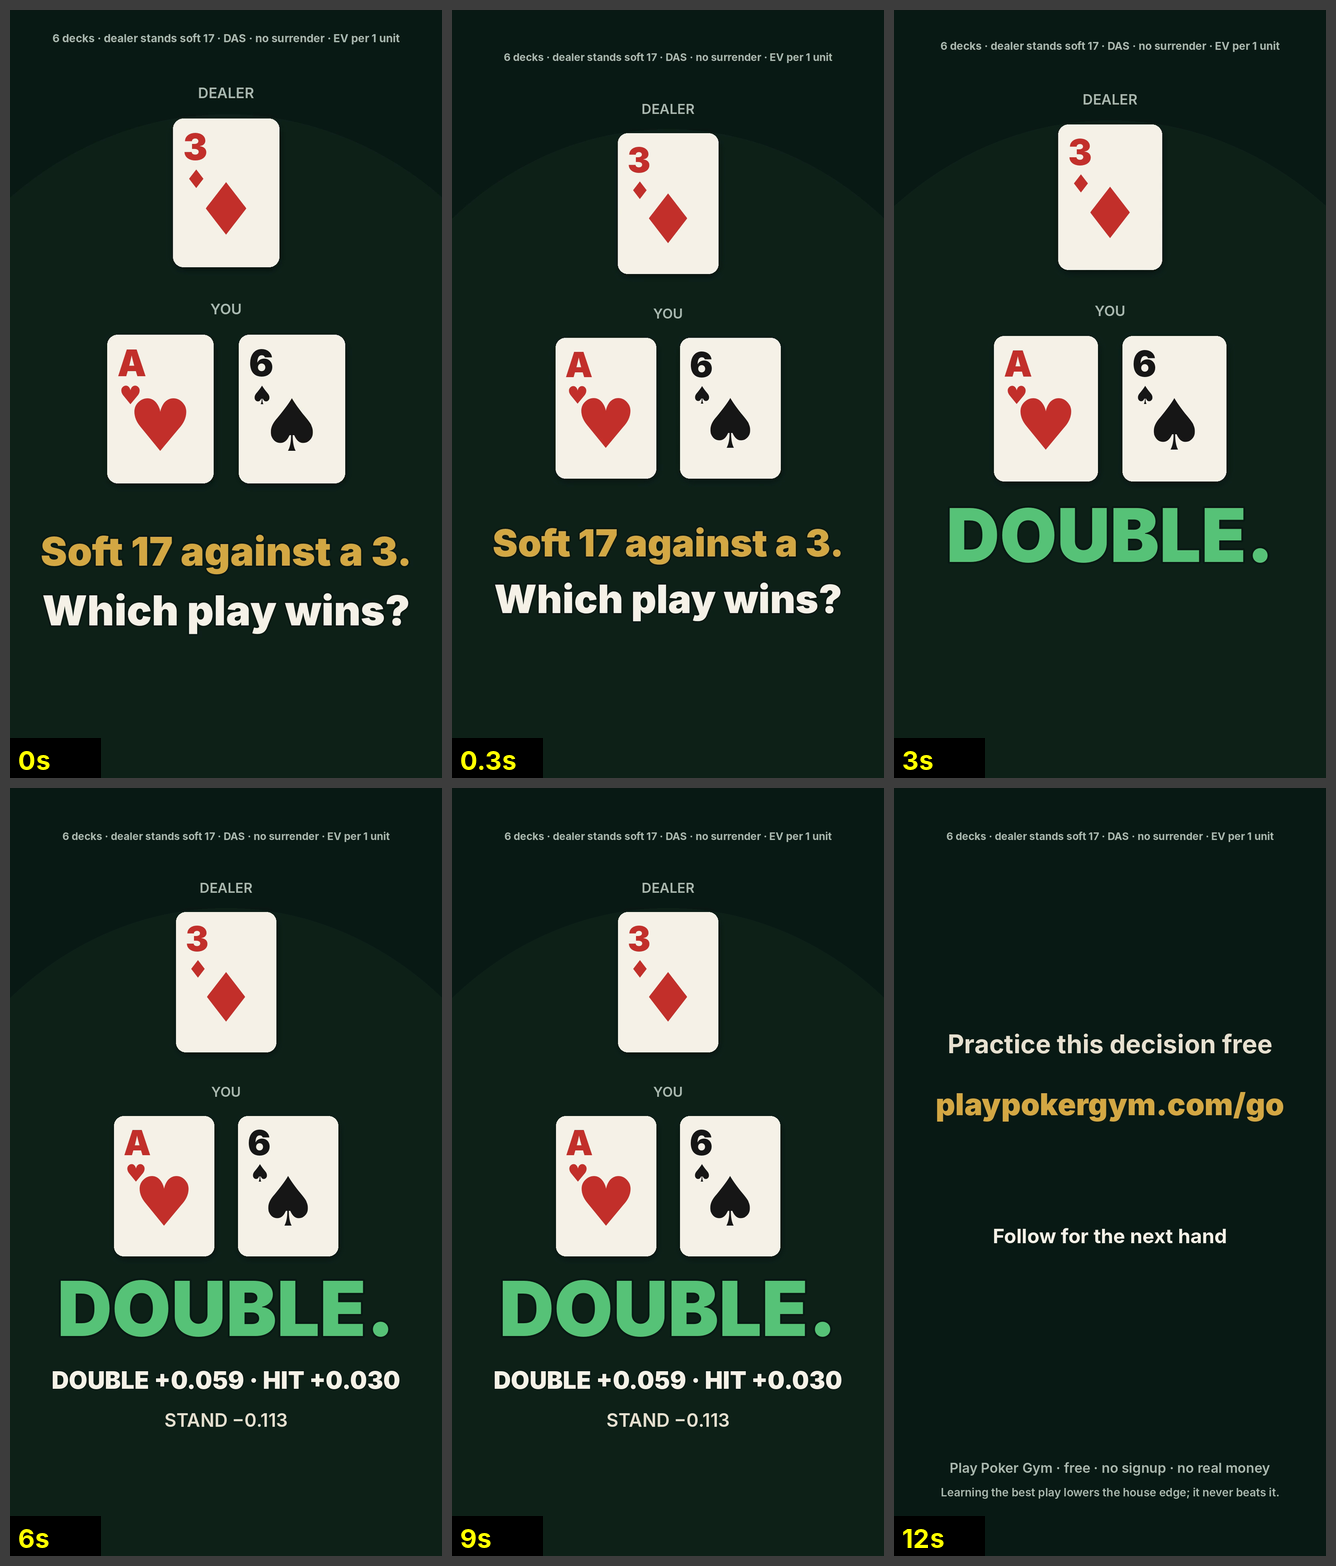 6 decks · dealer stands soft 17 · DAS · no surrender · EV per 1 unit
DEALER
3
YOU
A
6
Soft 17 against a 3.
Which play wins?
0s
6 decks · dealer stands soft 17 · DAS · no surrender · EV per 1 unit
DEALER
3
YOU
A
6
Soft 17 against a 3.
Which play wins?
0.3s
6 decks · dealer stands soft 17 · DAS · no surrender · EV per 1 unit
DEALER
3
YOU
A
6
DOUBLE.
3s
6 decks · dealer stands soft 17 · DAS · no surrender · EV per 1 unit
DEALER
3
YOU
A
6
DOUBLE.
DOUBLE +0.059 · HIT +0.030
STAND −0.113
6s
6 decks · dealer stands soft 17 · DAS · no surrender · EV per 1 unit
DEALER
3
YOU
A
6
DOUBLE.
DOUBLE +0.059 · HIT +0.030
STAND −0.113
9s
6 decks · dealer stands soft 17 · DAS · no surrender · EV per 1 unit
Practice this decision free
playpokergym.com/go
Follow for the next hand
Play Poker Gym · free · no signup · no real money
Learning the best play lowers the house edge; it never beats it.
12s